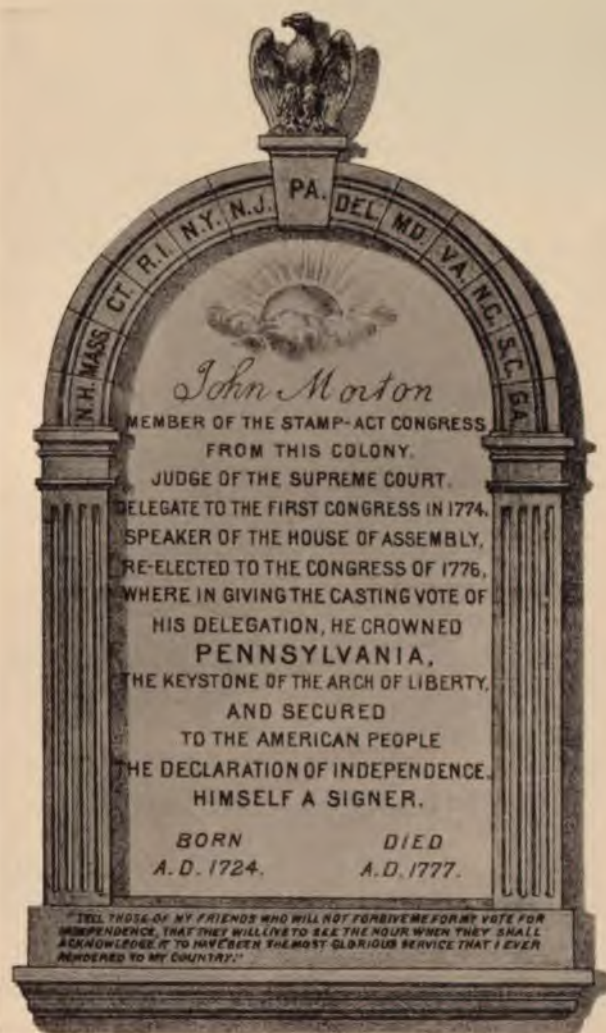 N.H. MASS CT. R.I. N.Y. N.J. PA. DEL. MD. VA. N.C. S.C. GA.
John Morton
MEMBER OF THE STAMP-ACT CONGRESS
FROM THIS COLONY.
JUDGE OF THE SUPREME COURT.
DELEGATE TO THE FIRST CONGRESS IN 1774.
SPEAKER OF THE HOUSE OF ASSEMBLY,
RE-ELECTED TO THE CONGRESS OF 1776,
WHERE IN GIVING THE CASTING VOTE OF
HIS DELEGATION, HE CROWNED
PENNSYLVANIA,
THE KEYSTONE OF THE ARCH OF LIBERTY,
AND SECURED
TO THE AMERICAN PEOPLE
THE DECLARATION OF INDEPENDENCE,
HIMSELF A SIGNER.
BORN DIED
A.D. 1724. A.D. 1777.
"TELL THOSE OF MY FRIENDS WHO WILL NOT FORGIVE ME FOR MY VOTE FOR
INDEPENDENCE, THAT THEY WILL LIVE TO SEE THE HOUR WHEN THEY SHALL
ACKNOWLEDGE IT TO HAVE BEEN THE MOST GLORIOUS SERVICE THAT I EVER
RENDERED TO MY COUNTRY."